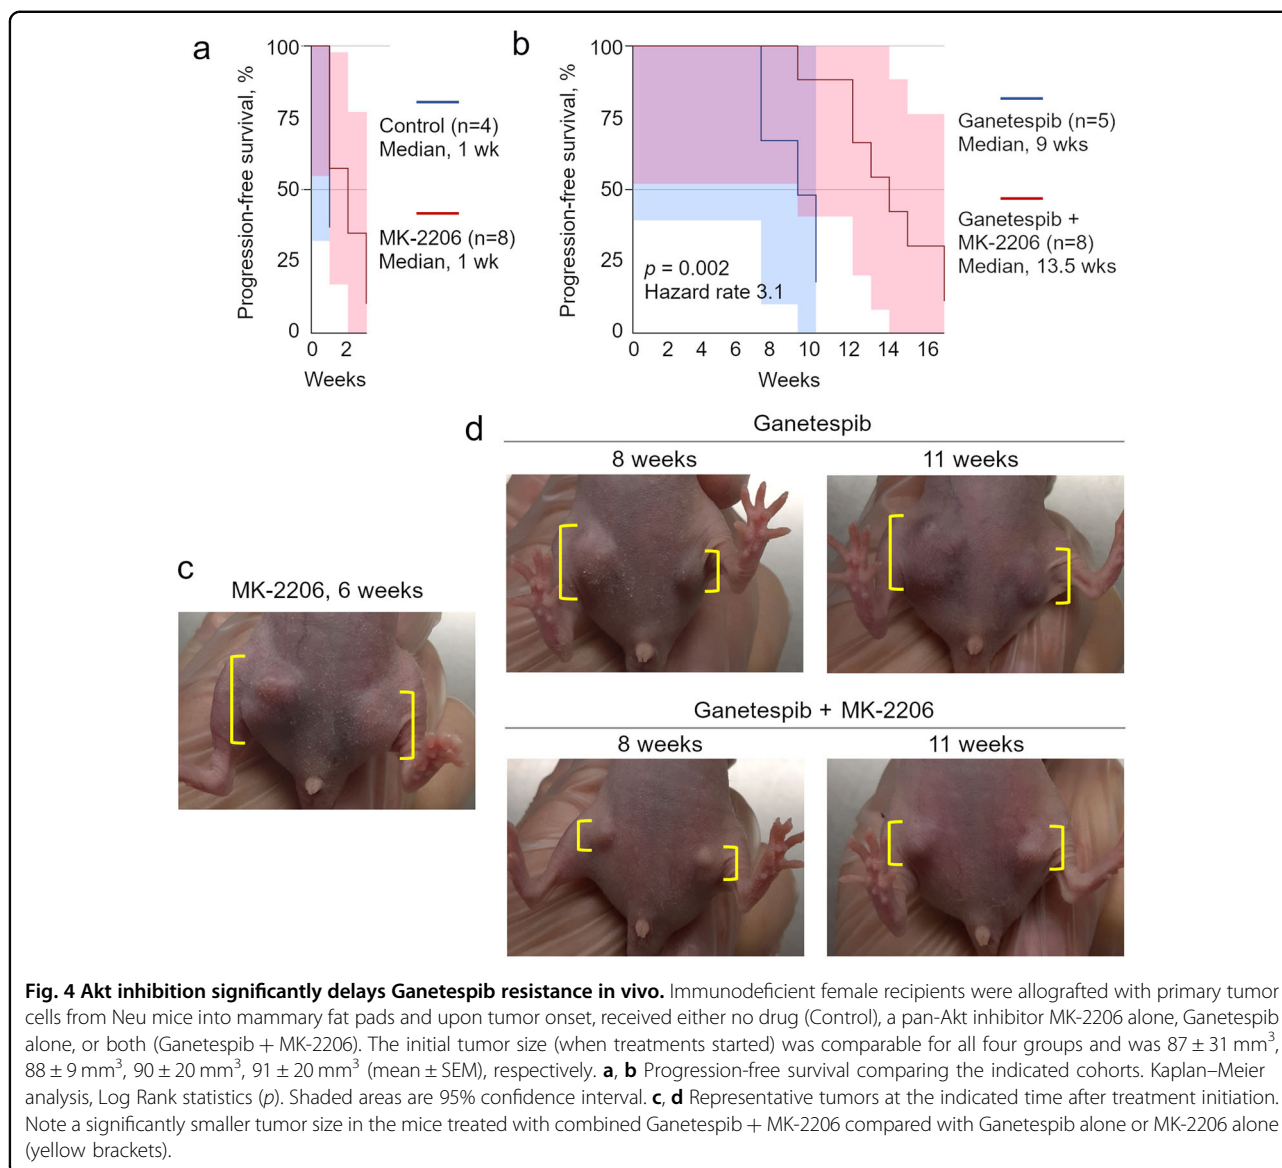 a
Progression-free survival, %
100
75
50
25
0
0 2
Weeks
Control (n=4)
Median, 1 wk
MK-2206 (n=8)
Median, 1 wk
b
Progression-free survival, %
100
75
50
25
0
p = 0.002
Hazard rate 3.1
0 2 4 6 8 10 12 14 16
Weeks
Ganetespib (n=5)
Median, 9 wks
Ganetespib +
MK-2206 (n=8)
Median, 13.5 wks
c
MK-2206, 6 weeks
d
Ganetespib
8 weeks 11 weeks
Ganetespib + MK-2206
8 weeks 11 weeks
Fig. 4 Akt inhibition significantly delays Ganetespib resistance in vivo. Immunodeficient female recipients were allografted with primary tumor
cells from Neu mice into mammary fat pads and upon tumor onset, received either no drug (Control), a pan-Akt inhibitor MK-2206 alone, Ganetespib
alone, or both (Ganetespib + MK-2206). The initial tumor size (when treatments started) was comparable for all four groups and was 87 ± 31 mm³,
88 ± 9 mm³, 90 ± 20 mm³, 91 ± 20 mm³ (mean ± SEM), respectively. a, b Progression-free survival comparing the indicated cohorts. Kaplan–Meier
analysis, Log Rank statistics (p). Shaded areas are 95% confidence interval. c, d Representative tumors at the indicated time after treatment initiation.
Note a significantly smaller tumor size in the mice treated with combined Ganetespib + MK-2206 compared with Ganetespib alone or MK-2206 alone
(yellow brackets).